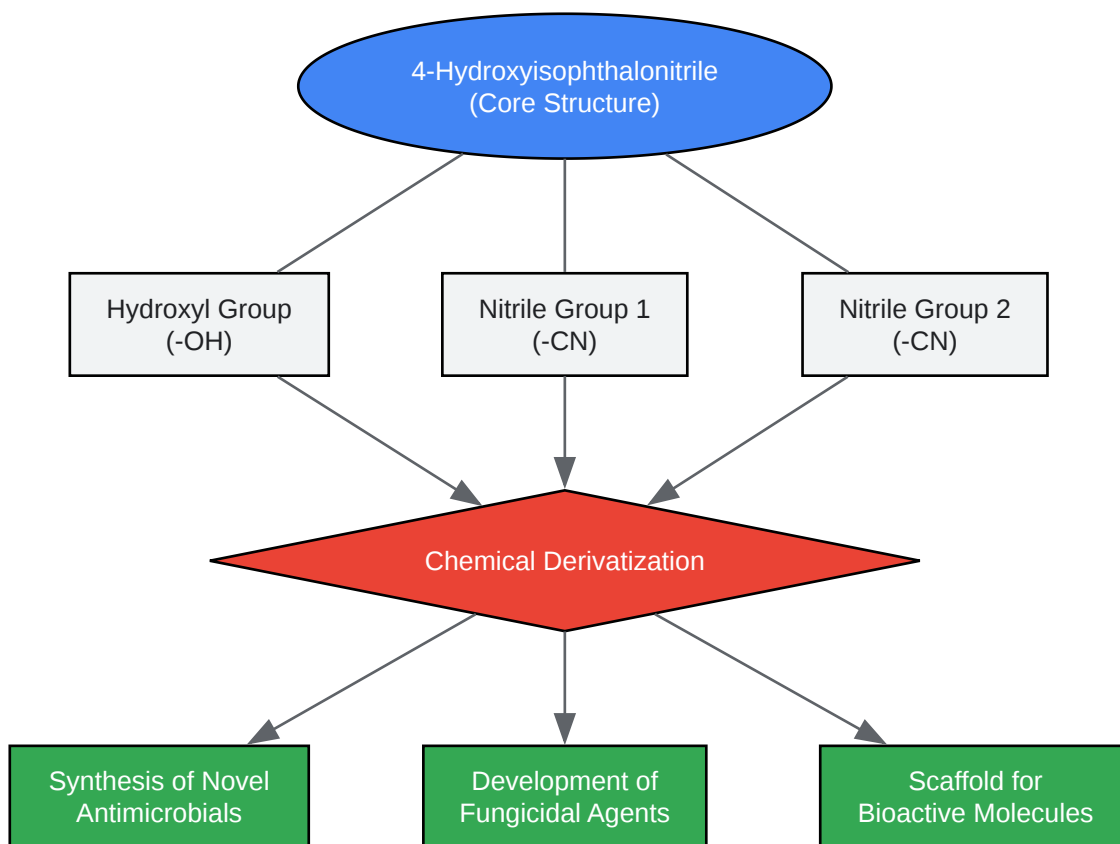 4-Hydroxyisophthalonitrile
(Core Structure)
Hydroxyl Group
(-OH)
Nitrile Group 1
(-CN)
Nitrile Group 2
(-CN)
Chemical Derivatization
Synthesis of Novel
Antimicrobials
Development of
Fungicidal Agents
Scaffold for
Bioactive Molecules